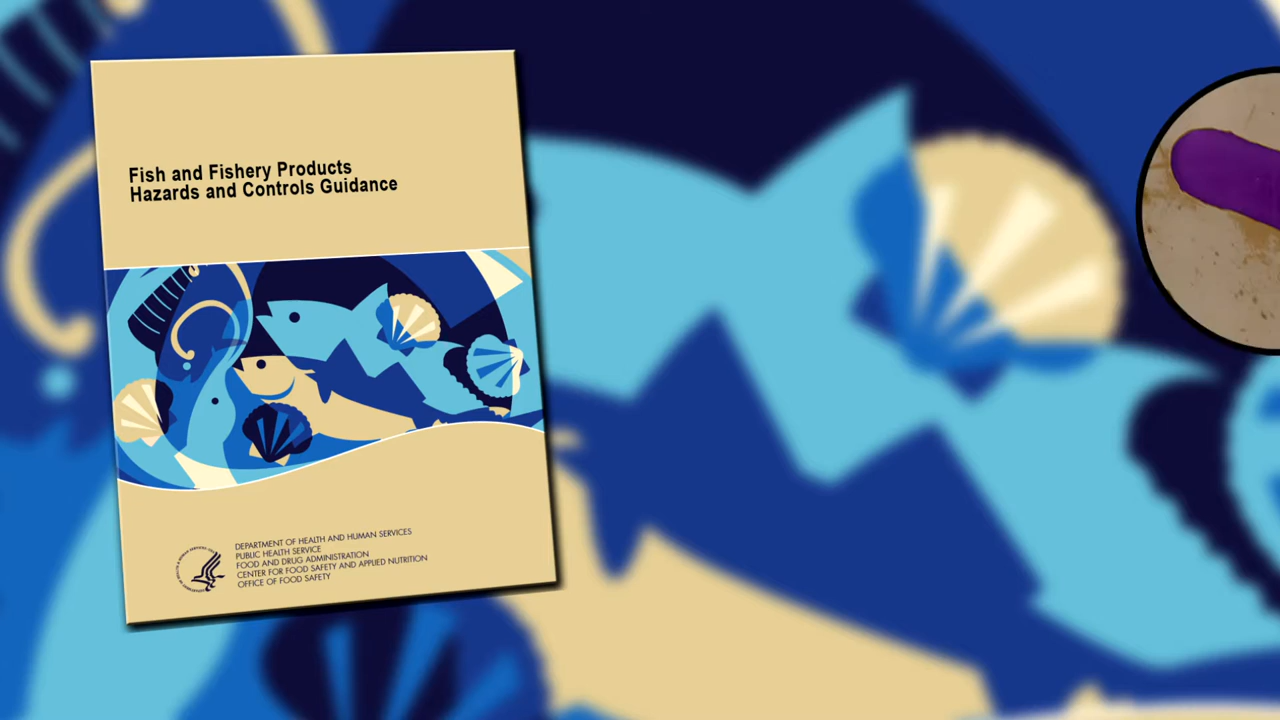 Fish and Fishery Products
Hazards and Controls Guidance
DEPARTMENT OF HEALTH AND HUMAN SERVICES
PUBLIC HEALTH SERVICE
FOOD AND DRUG ADMINISTRATION
CENTER FOR FOOD SAFETY AND APPLIED NUTRITION
OFFICE OF FOOD SAFETY